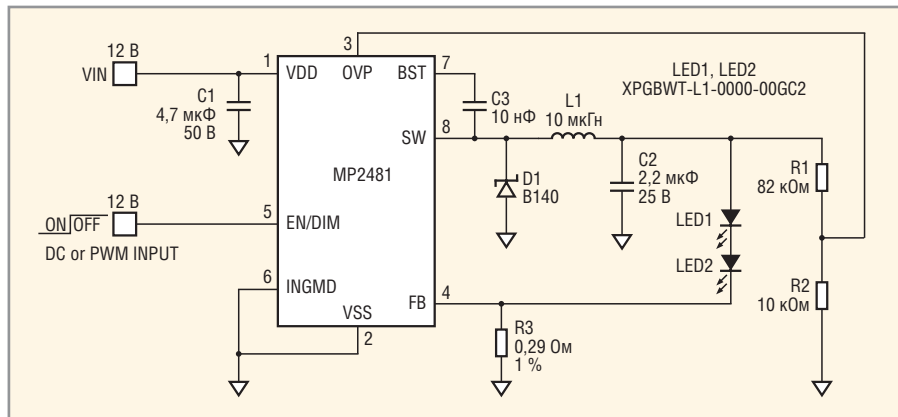 12 В
VIN
C1
4,7 мкФ
50 В
1
VDD
3
OVP
BST
7
C3
10 нФ
SW
8
L1
10 мкГн
LED1, LED2
XPGBWT-L1-0000-00GC2
MP2481
D1
B140
C2
2,2 мкФ
25 В
R1
82 кОм
12 В
ON OFF
DC or PWM INPUT
5
EN/DIM
LED1
LED2
6
INGMD
VSS
2
FB
4
R2
10 кОм
R3
0,29 Ом
1 %